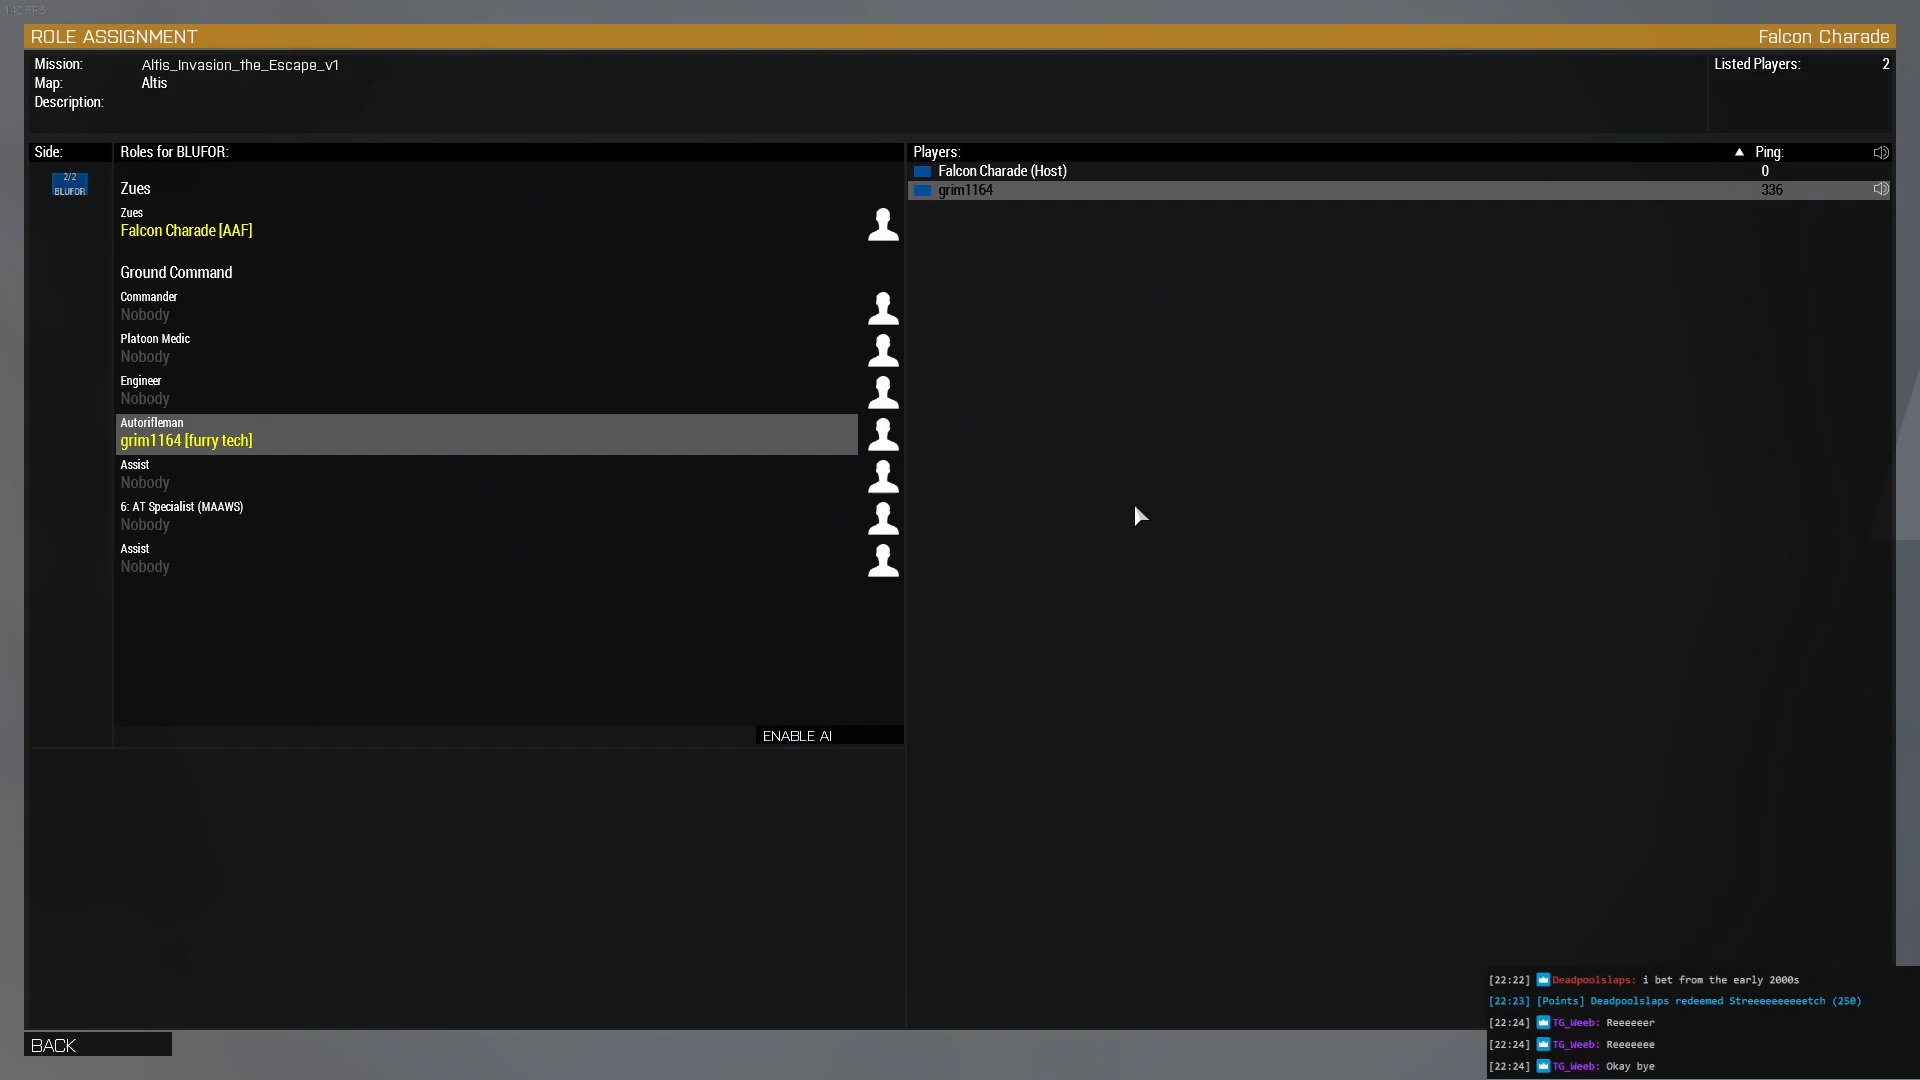 142 FPS
ROLE ASSIGNMENT
Falcon Charade
Mission: Altis_Invasion_the_Escape_v1
Listed Players: 2
Map: Altis
Description:
Side:
2/2
BLUFOR
Roles for BLUFOR:
Zues
Zues
Falcon Charade [AAF]
Ground Command
Commander
Nobody
Platoon Medic
Nobody
Engineer
Nobody
Autorifleman
grim1164 [furry tech]
Assist
Nobody
6: AT Specialist (MAAWS)
Nobody
Assist
Nobody
ENABLE AI
Players: Ping:
Falcon Charade (Host) 0
grim1164 336
BACK
[22:22] Deadpoolslaps: i bet from the early 2000s
[22:23] [Points] Deadpoolslaps redeemed Streeeeeeeeeetch (250)
[22:24] TG_Weeb: Reeeeeer
[22:24] TG_Weeb: Reeeeeee
[22:24] TG_Weeb: Okay bye